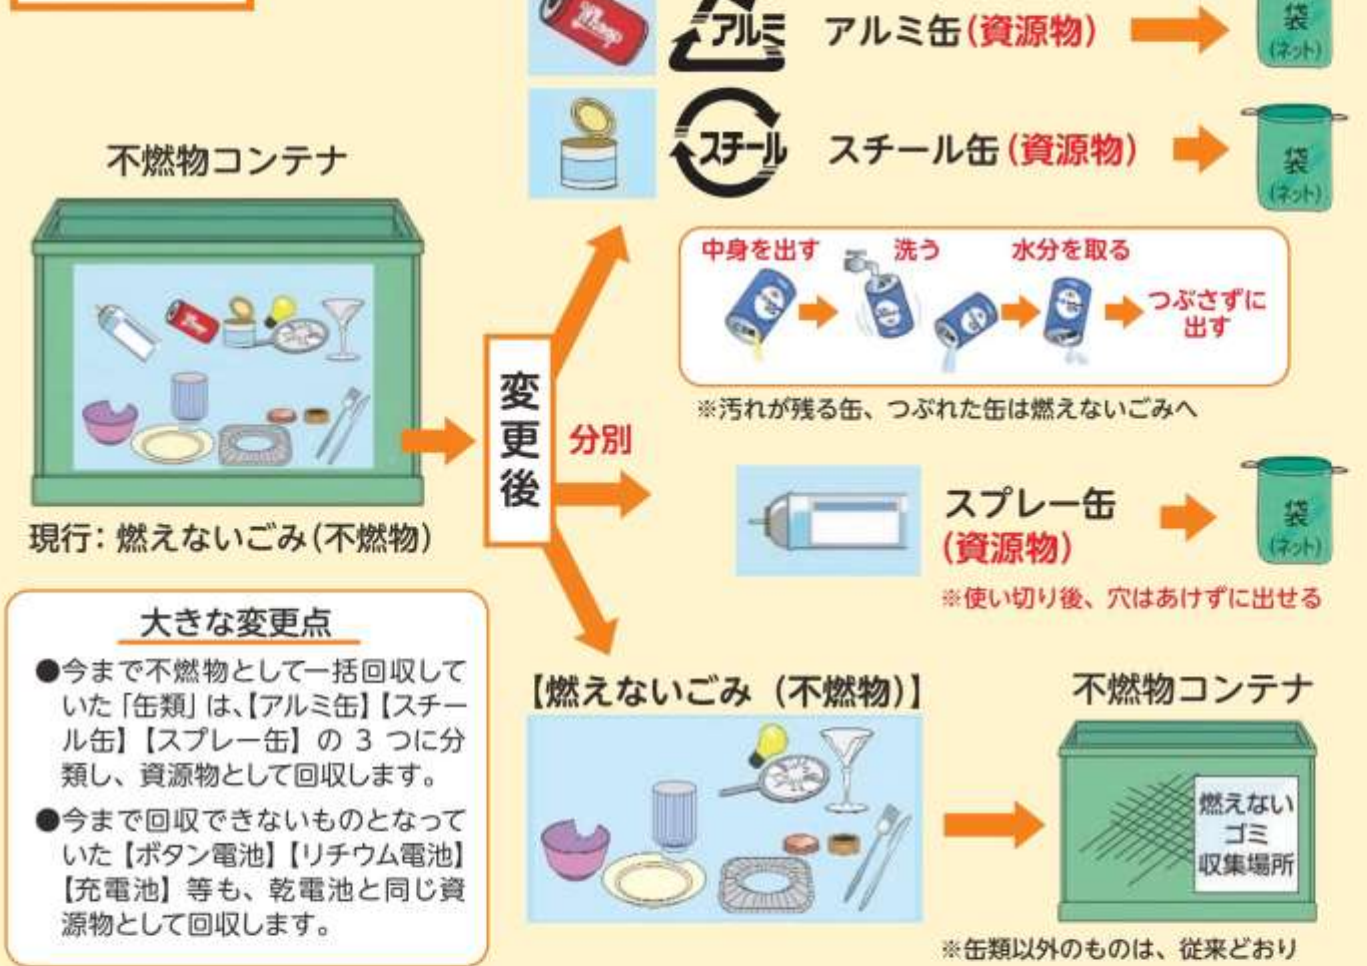 アルミ
アルミ缶(資源物)
袋
(ネット)
スチール
スチール缶(資源物)
袋
(ネット)
不燃物コンテナ
中身を出す
洗う
水分を取る
つぶさずに
出す
※汚れが残る缶、つぶれた缶は燃えないごみへ
変更後
分別
現行：燃えないごみ(不燃物)
スプレー缶
(資源物)
袋
(ネット)
※使い切り後、穴はあけずに出せる
大きな変更点
●今まで不燃物として一括回収して
いた「缶類」は、【アルミ缶】【スチー
ル缶】【スプレー缶】の3つに分
類し、資源物として回収します。
●今まで回収できないものとなって
いた【ボタン電池】【リチウム電池】
【充電池】等も、乾電池と同じ資
源物として回収します。
【燃えないごみ（不燃物）】
不燃物コンテナ
燃えない
ゴミ
収集場所
※缶類以外のものは、従来どおり